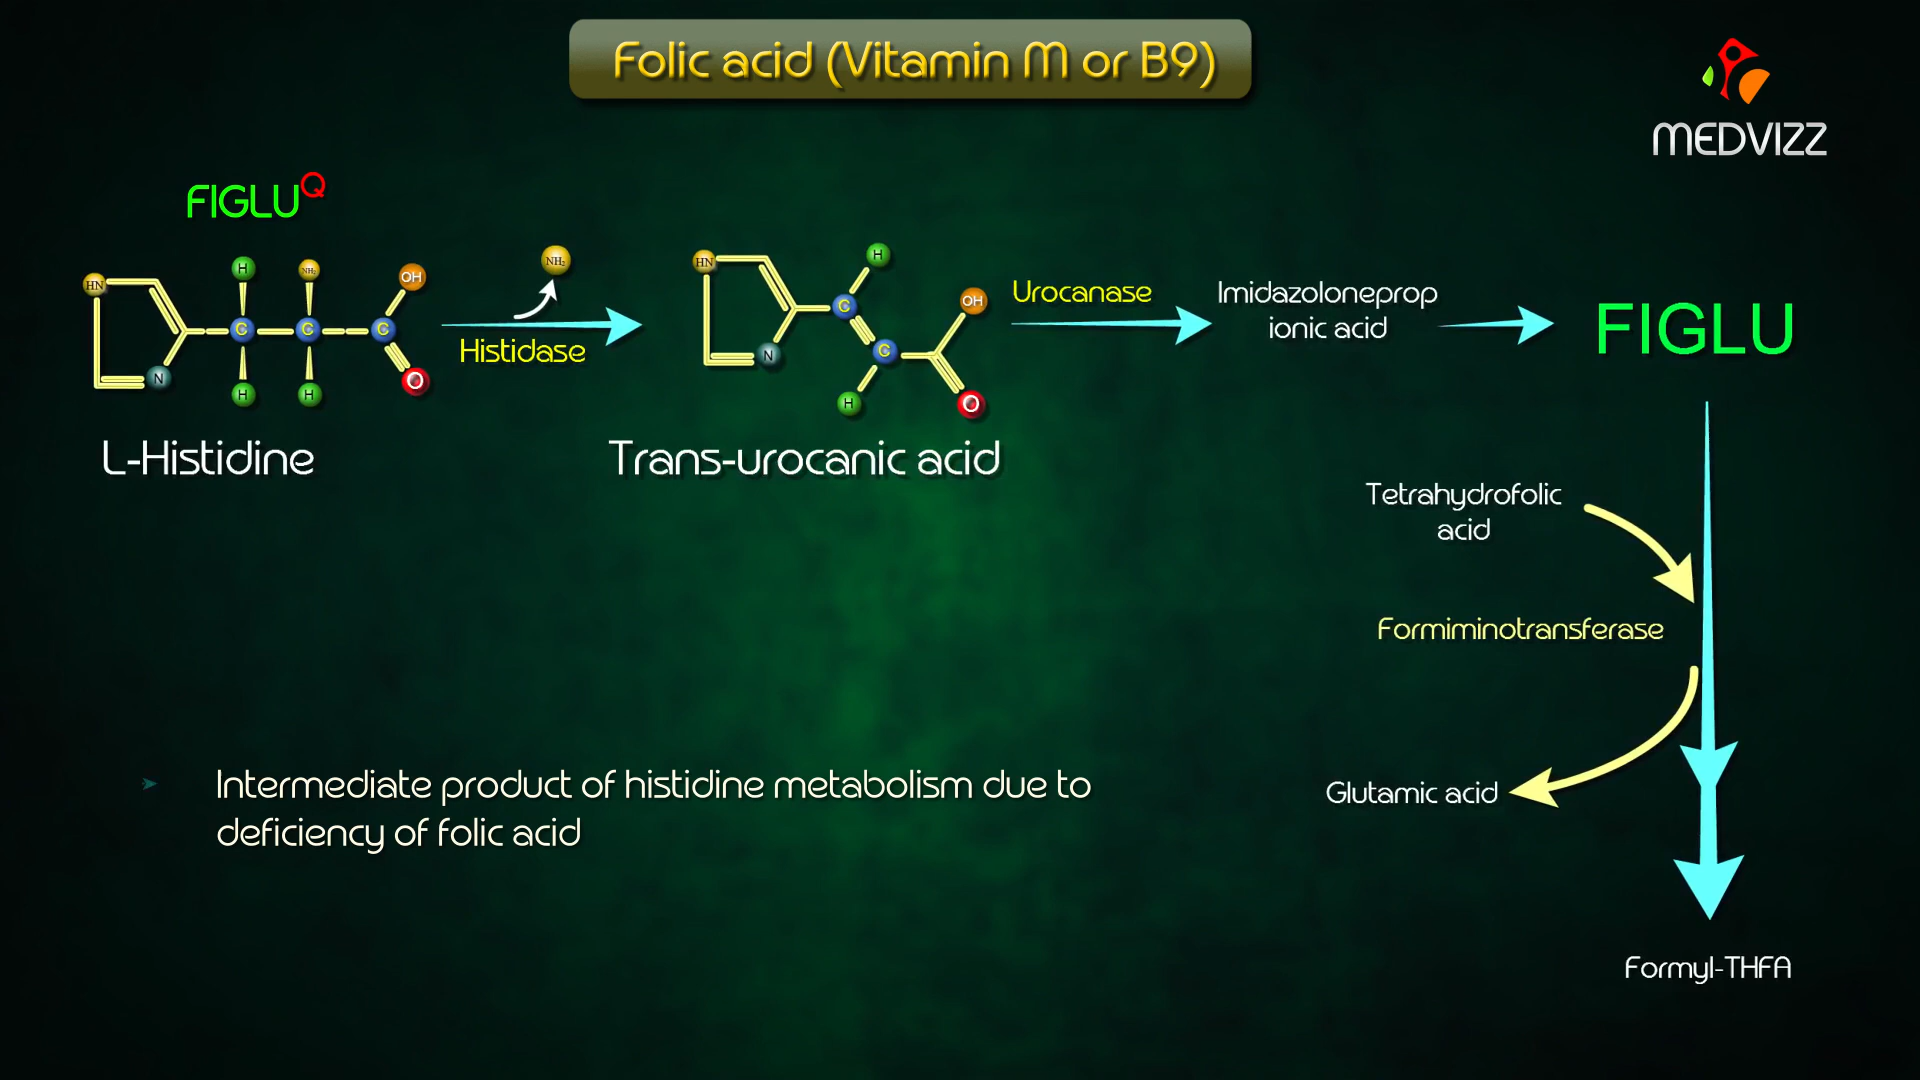 Folic acid (Vitamin M or B9)
MEDVIZZ
FIGLU Q
H
NH₂
OH
HN
C
C
C
N
H
H
O
L-Histidine
NH₂
Histidase
HN
H
C
OH
N
C
H
O
Trans-urocanic acid
Urocanase
Imidazoloneprop
ionic acid
FIGLU
Tetrahydrofolic
acid
Formiminotransferase
Glutamic acid
Formyl-THFA
Intermediate product of histidine metabolism due to
deficiency of folic acid